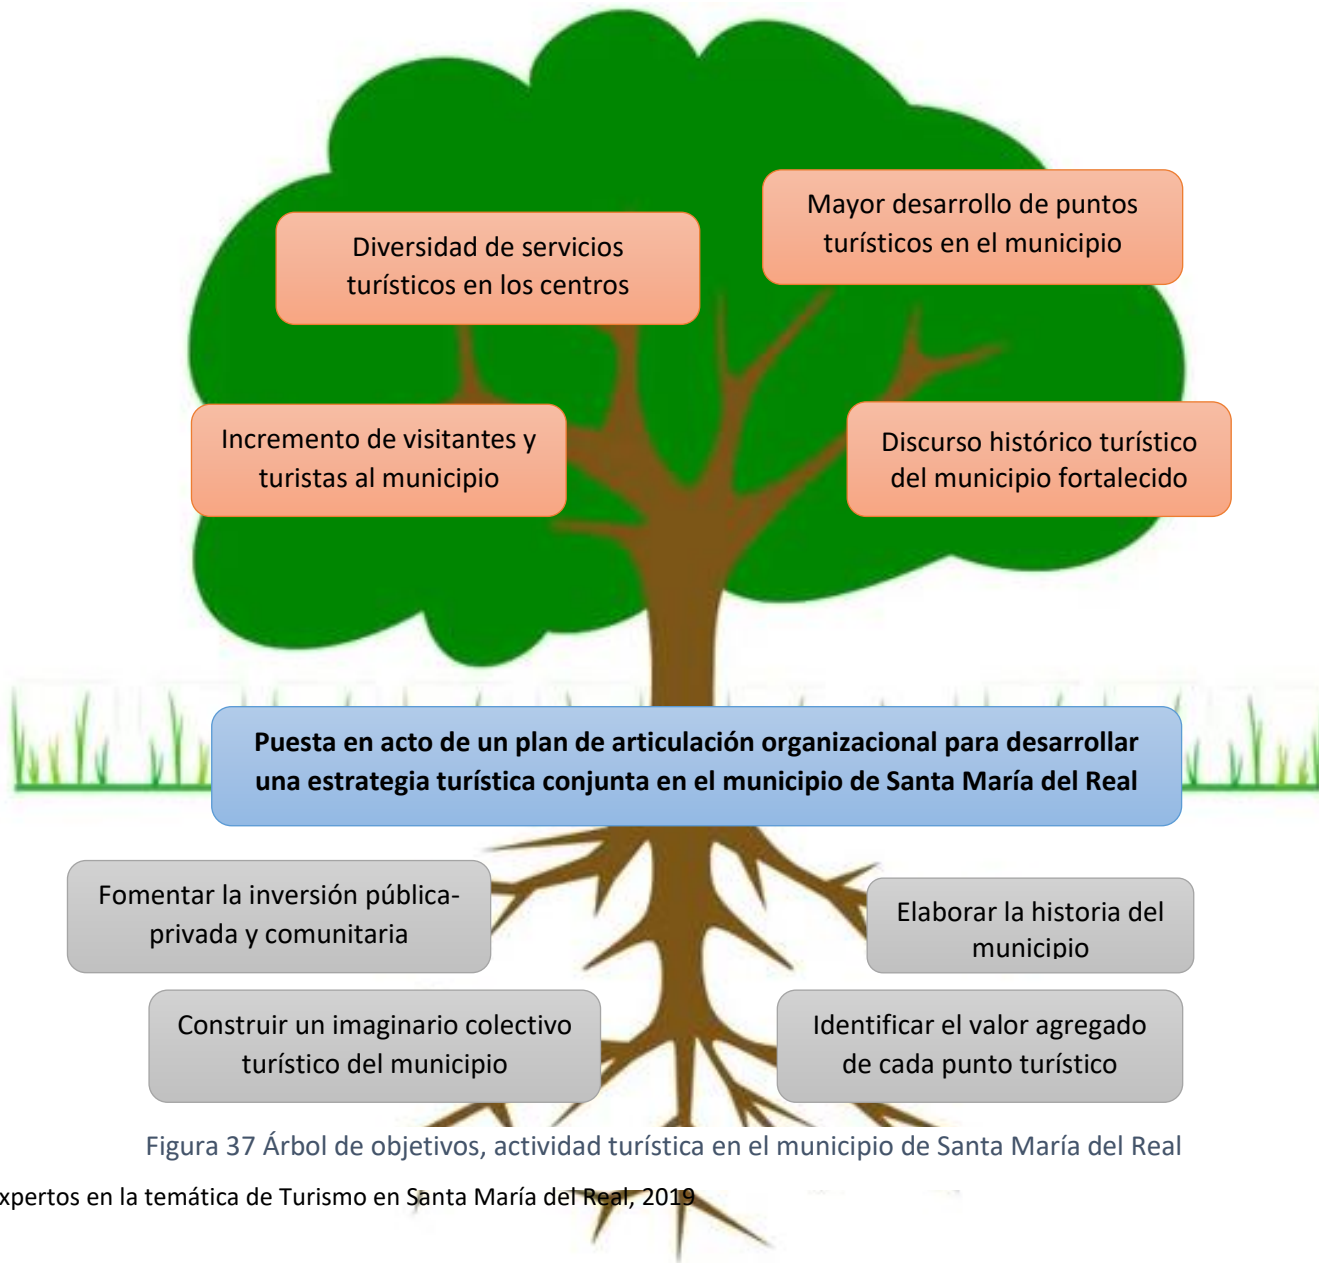 Mayor desarrollo de puntos
turísticos en el municipio
Diversidad de servicios
turísticos en los centros
Incremento de visitantes y
turistas al municipio
Discurso histórico turístico
del municipio fortalecido
Puesta en acto de un plan de articulación organizacional para desarrollar
una estrategia turística conjunta en el municipio de Santa María del Real
Fomentar la inversión pública-
privada y comunitaria
Elaborar la historia del
municipio
Construir un imaginario colectivo
turístico del municipio
Identificar el valor agregado
de cada punto turístico
Figura 37 Árbol de objetivos, actividad turística en el municipio de Santa María del Real
xpertos en la temática de Turismo en Santa María del Real, 2019